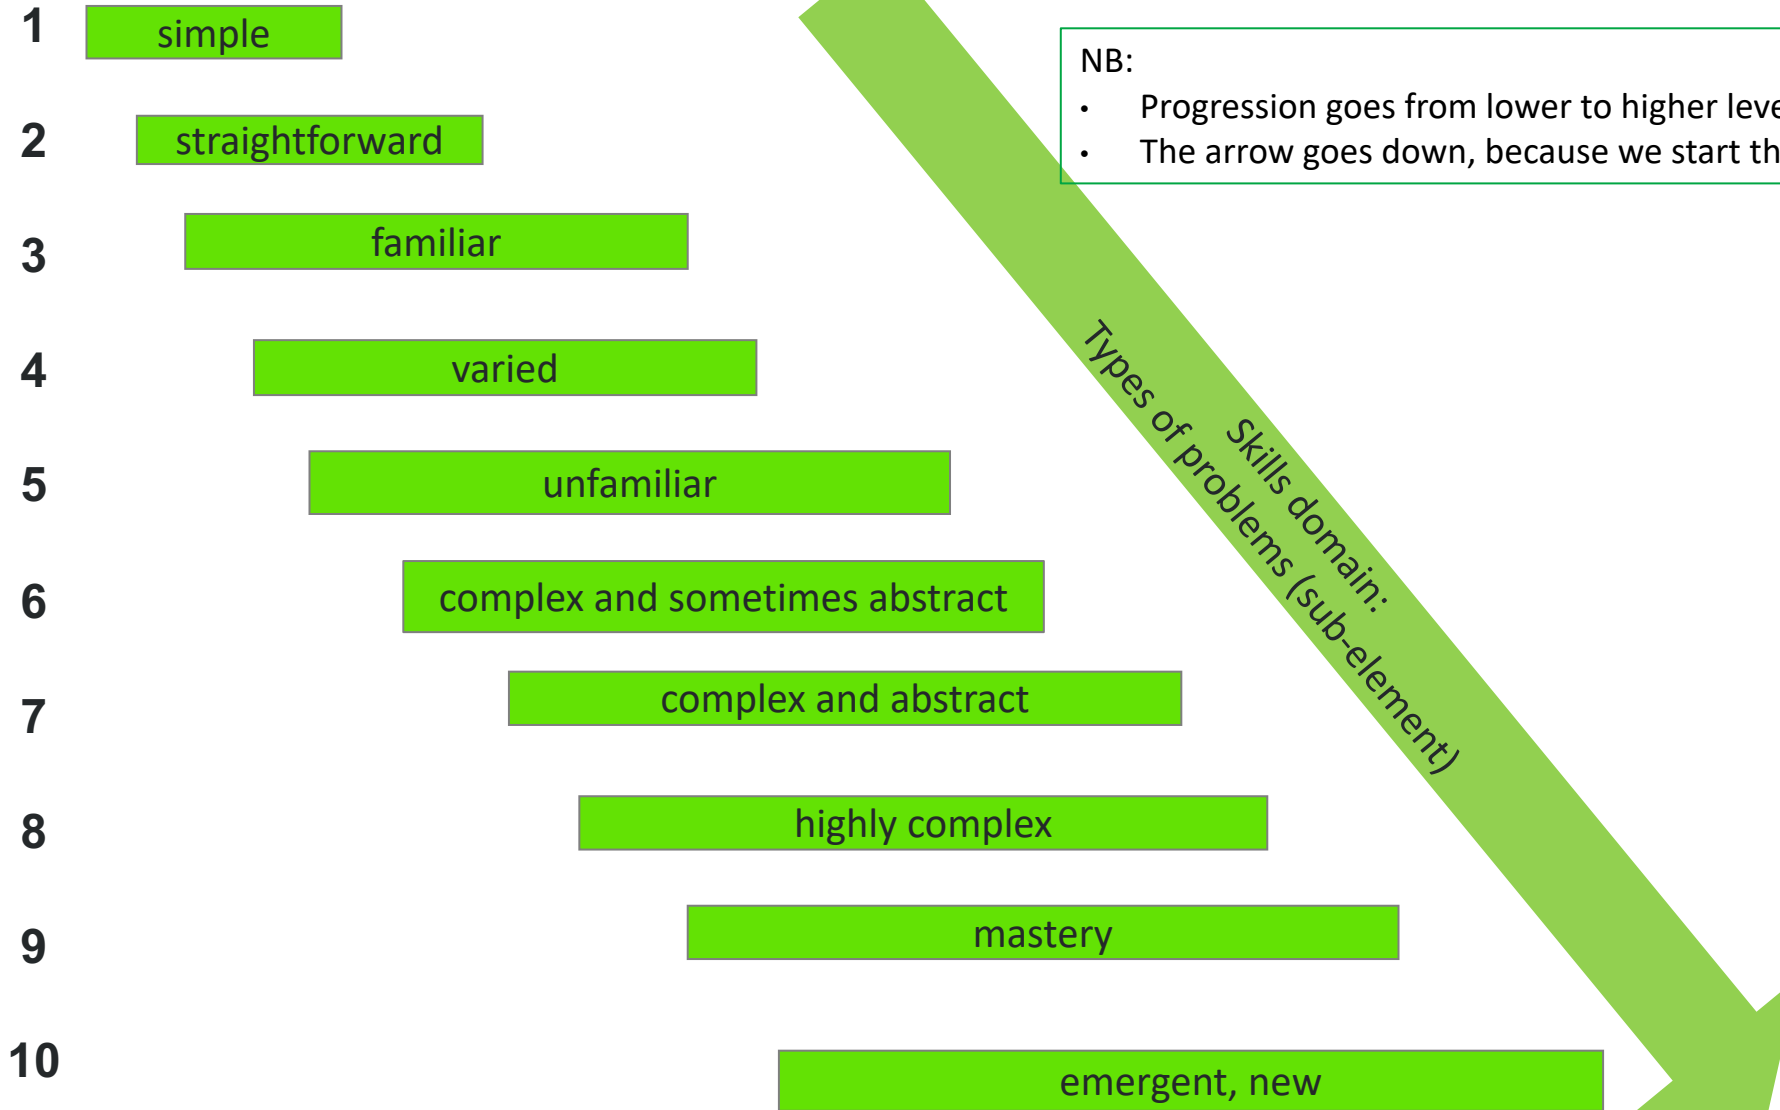 1
simple
NB:
• Progression goes from lower to higher leve
• The arrow goes down, because we start th
2
straightforward
3
familiar
4
varied
5
unfamiliar
6
complex and sometimes abstract
7
complex and abstract
8
highly complex
9
mastery
10
emergent, new
Skills domain:
Types of problems (sub-element)